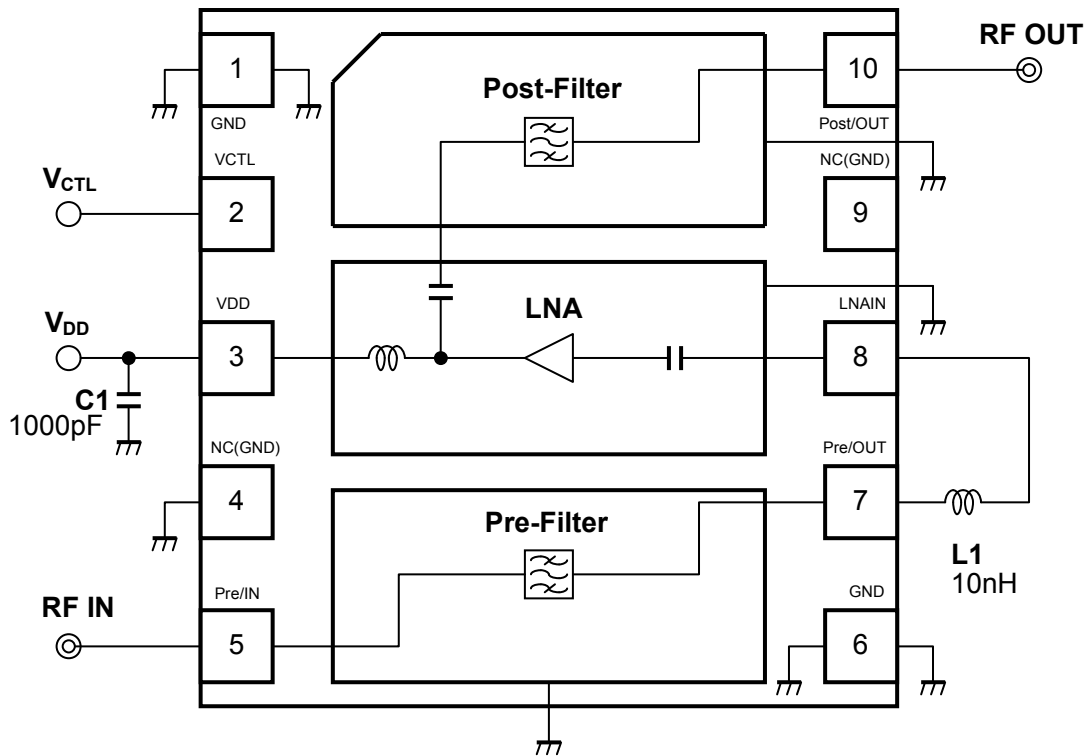 RF OUT
1
10
Post-Filter
GND
Post/OUT
VCTL
NC(GND)
VCTL
2
9
VDD
LNAIN
VDD
LNA
3
8
C1
1000pF
NC(GND)
Pre/OUT
4
7
Pre-Filter
L1
10nH
Pre/IN
GND
RF IN
5
6